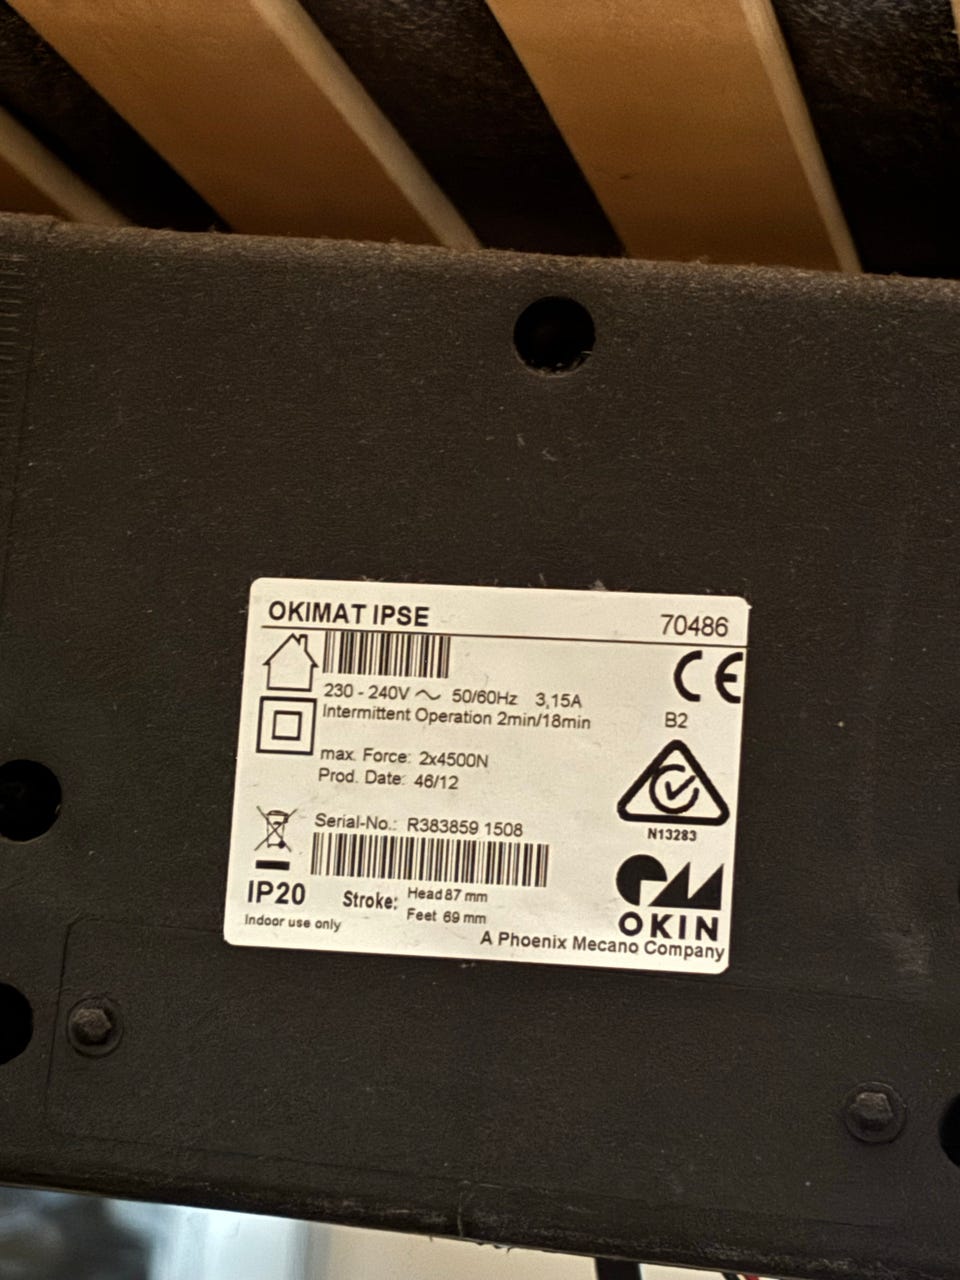 OKIMAT IPSE 70486
CE
230 - 240V ~ 50/60Hz 3,15A
Intermittent Operation 2min/18min
B2
max. Force: 2x4500N
Prod. Date: 46/12
Serial-No.: R383859 1508
N13283
IP20
Stroke: Head 87 mm
Feet 69 mm
Indoor use only
OKIN
A Phoenix Mecano Company